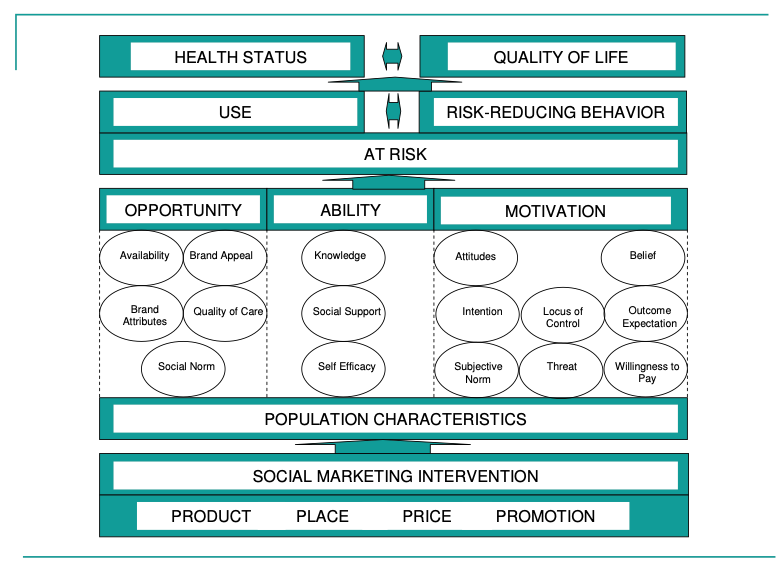 HEALTH STATUS
QUALITY OF LIFE
USE
RISK-REDUCING BEHAVIOR
AT RISK
OPPORTUNITY
ABILITY
MOTIVATION
Availability
Brand Appeal
Knowledge
Attitudes
Belief
Brand
Attributes
Quality of Care
Social Support
Intention
Locus of
Control
Outcome
Expectation
Social Norm
Self Efficacy
Subjective
Norm
Threat
Willingness to
Pay
POPULATION CHARACTERISTICS
SOCIAL MARKETING INTERVENTION
PRODUCT PLACE PRICE PROMOTION